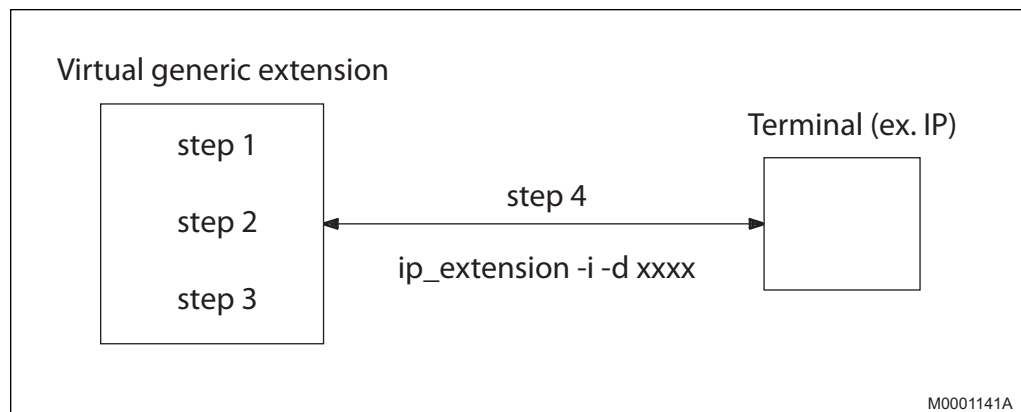 Virtual generic extension
Terminal (ex. IP)
step 1
step 2
step 3
step 4
ip_extension -i -d xxxx
M0001141A